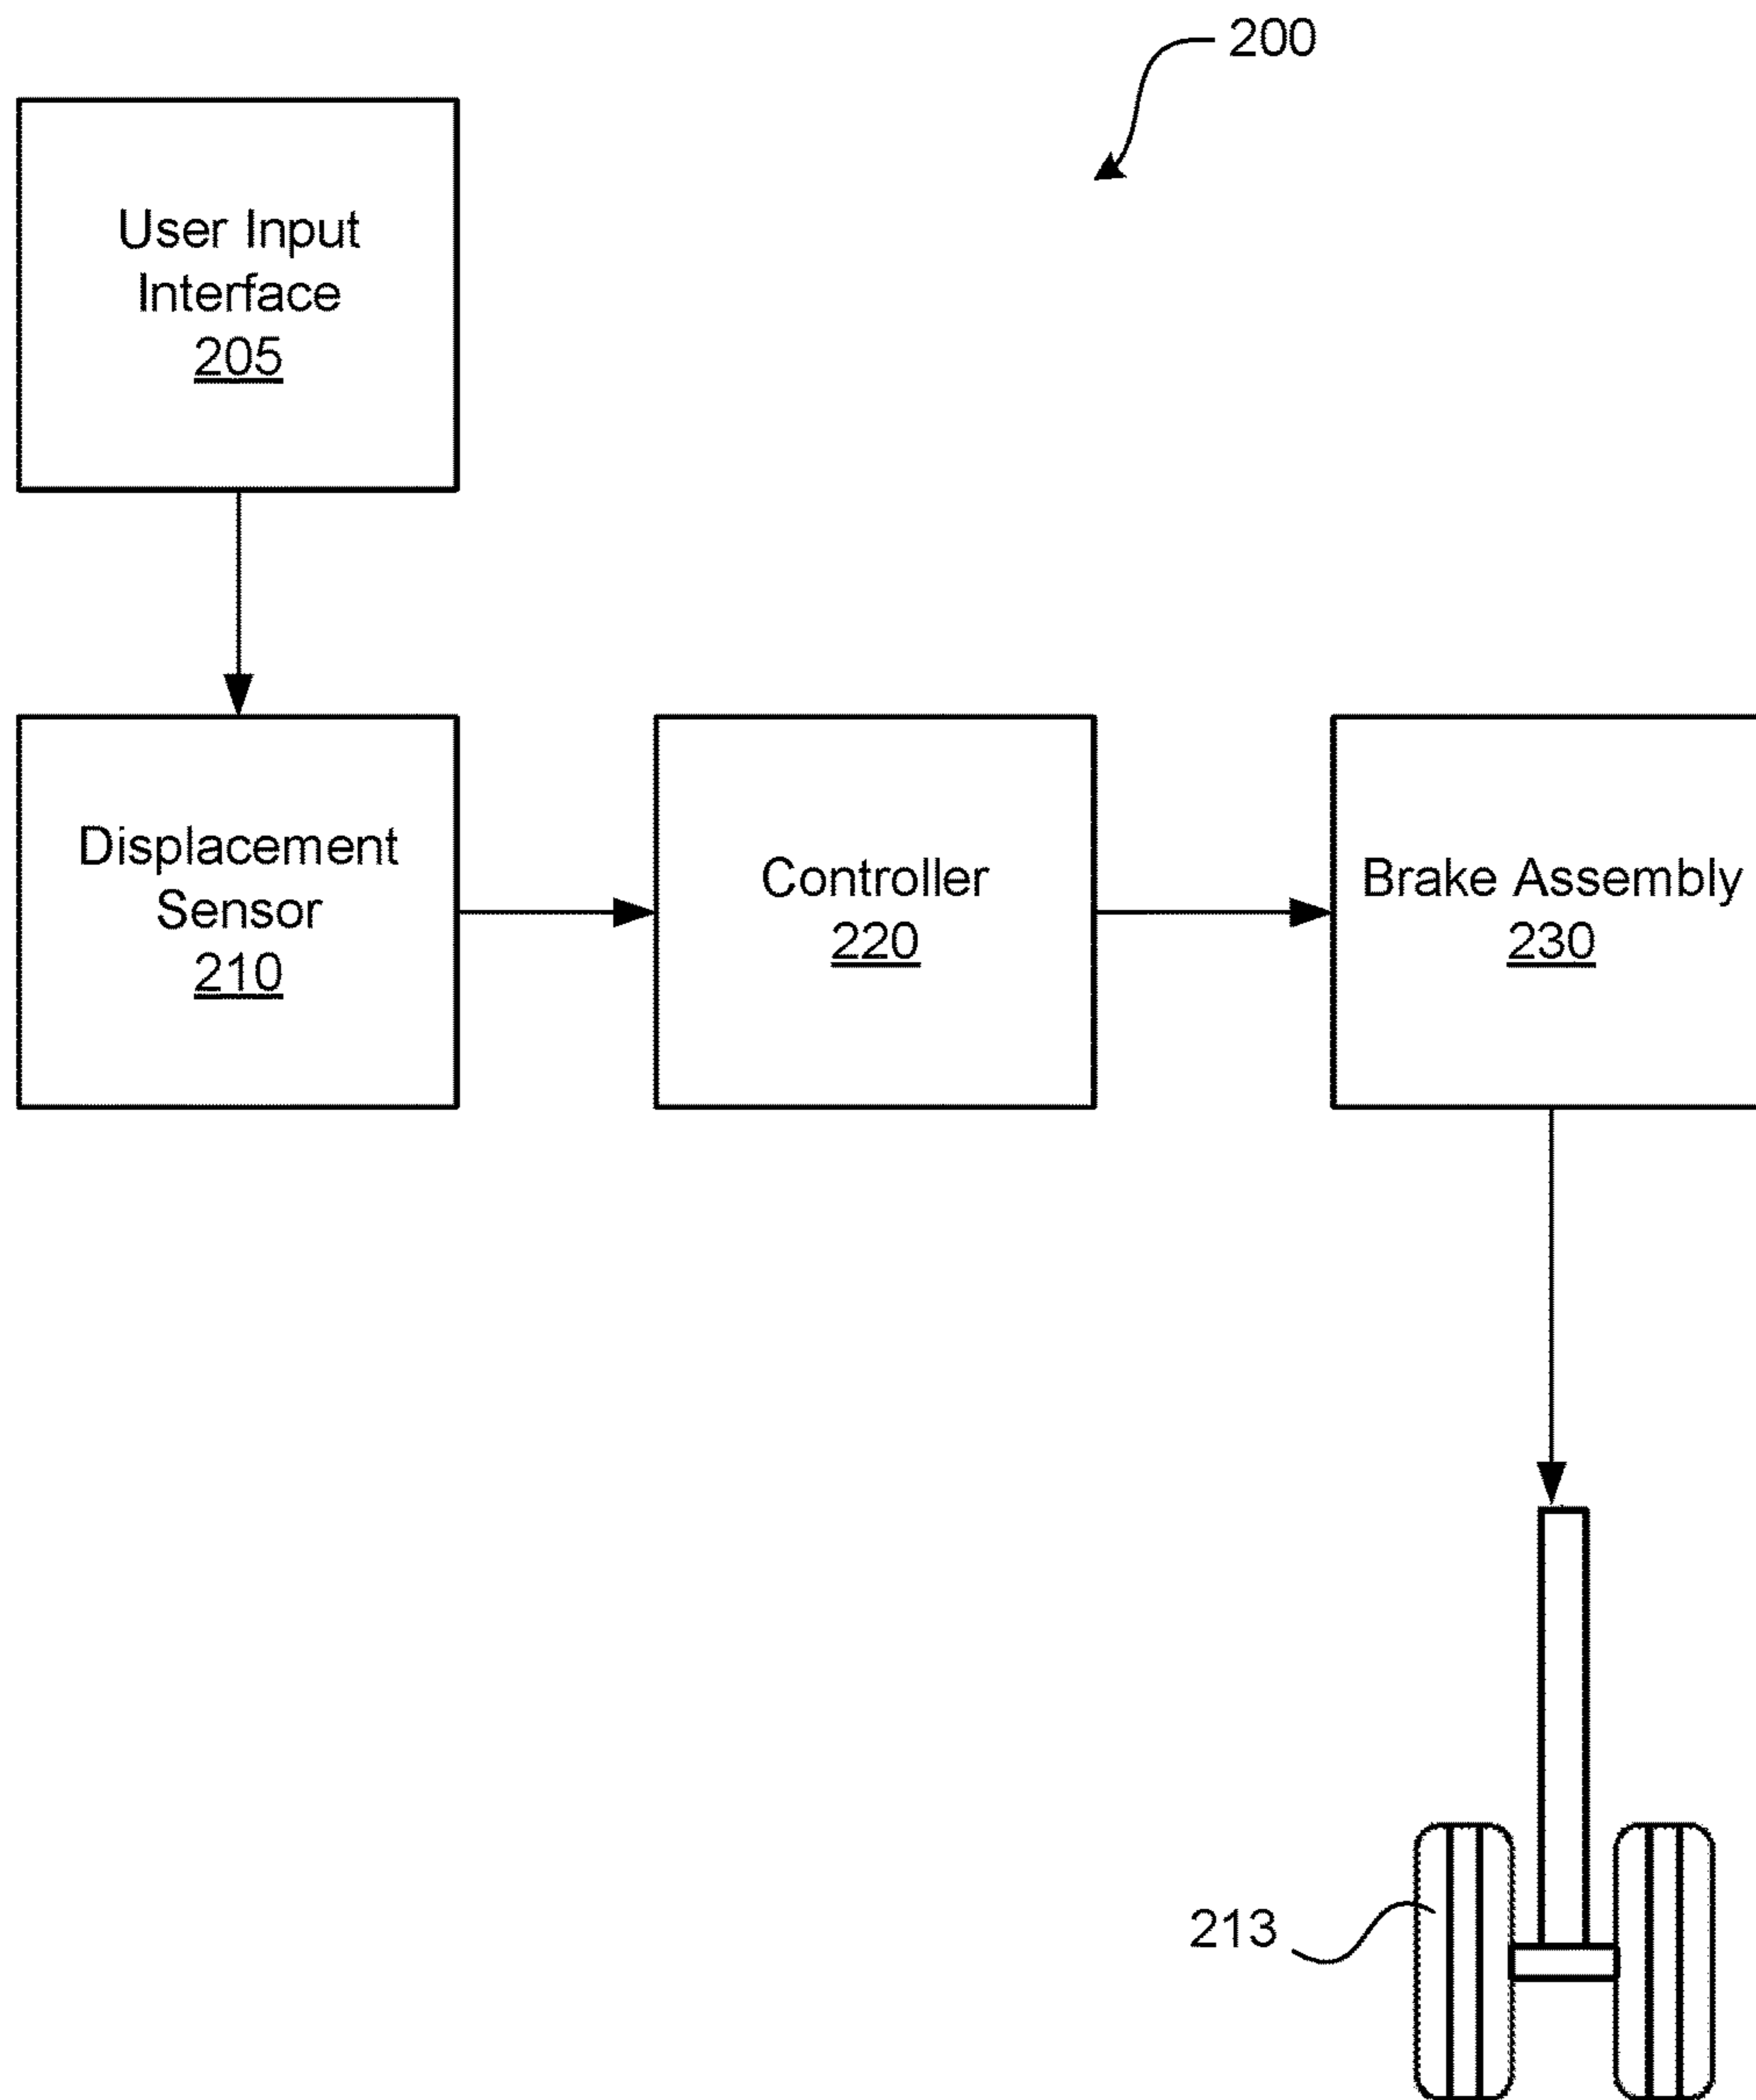 200
User Input
Interface
205
Displacement
Sensor
210
Controller
220
Brake Assembly
230
213